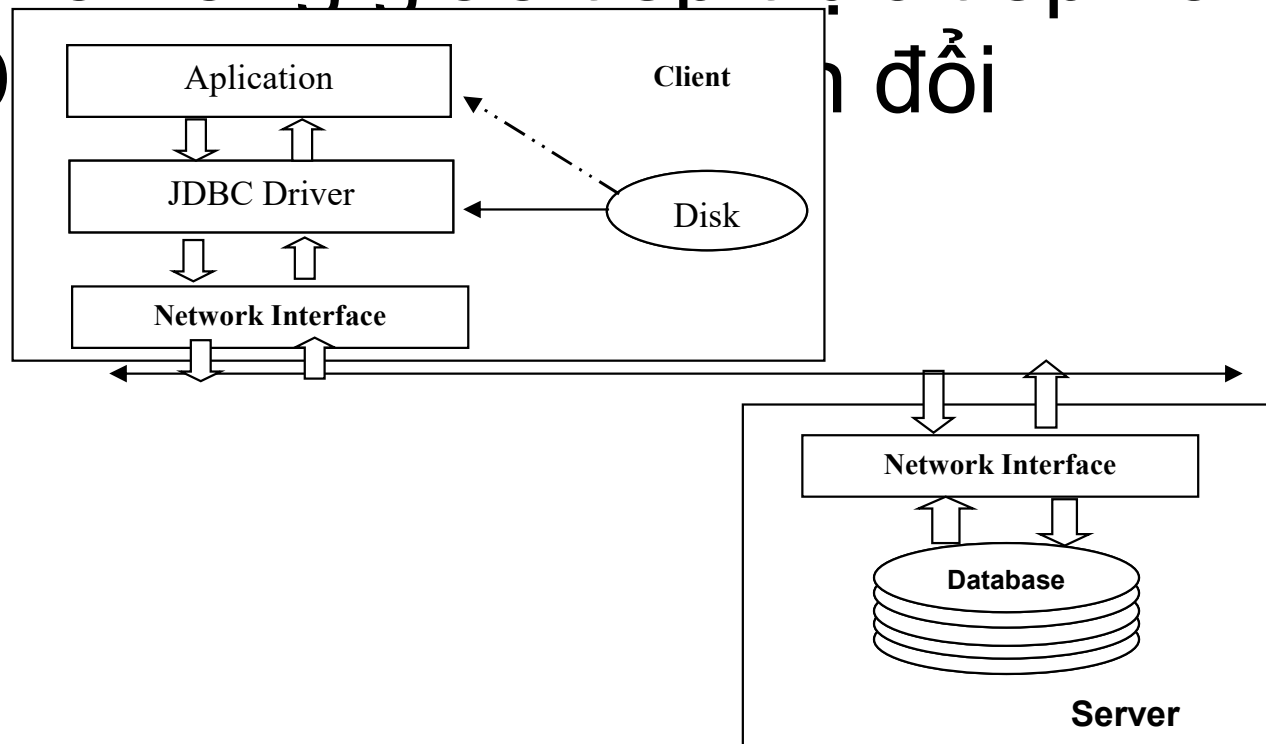 đổi
Aplication
Client
JDBC Driver
Disk
Network Interface
Network Interface
Database
Server